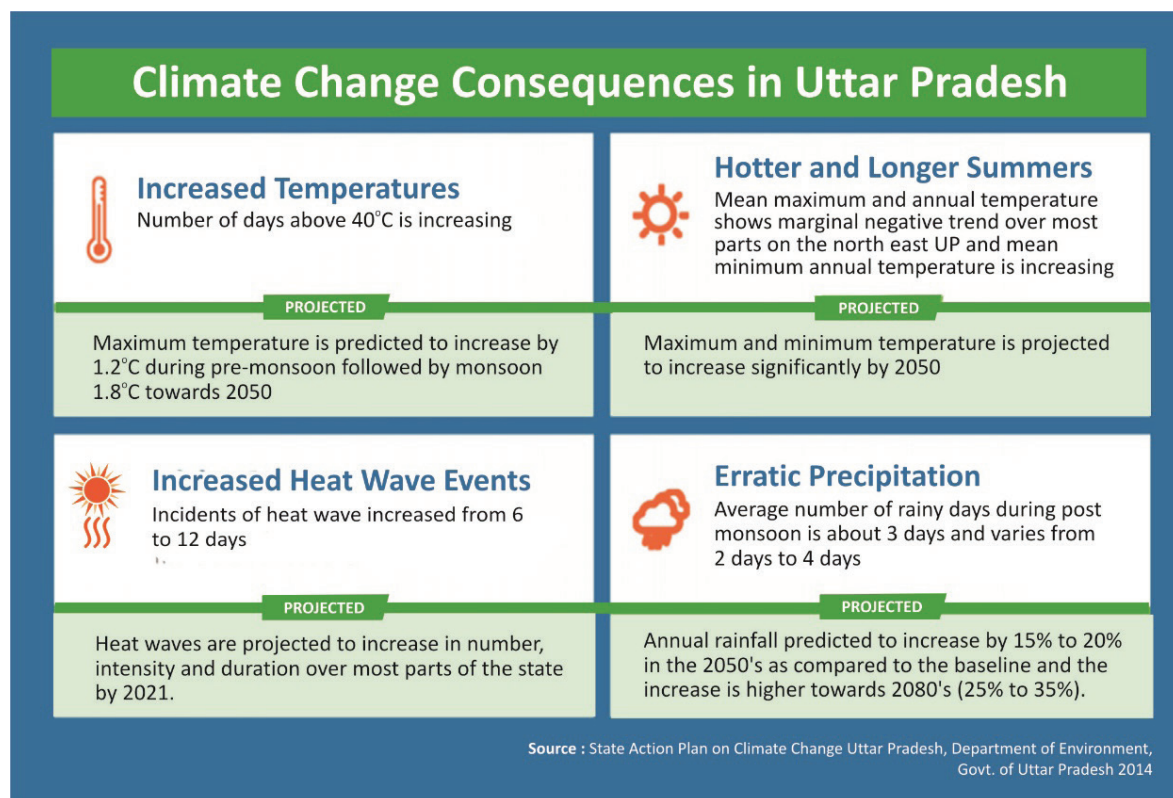 Climate Change Consequences in Uttar Pradesh
Increased Temperatures
Number of days above 40°C is increasing
PROJECTED
Maximum temperature is predicted to increase by
1.2°C during pre-monsoon followed by monsoon
1.8°C towards 2050
Hotter and Longer Summers
Mean maximum and annual temperature
shows marginal negative trend over most
parts on the north east UP and mean
minimum annual temperature is increasing
PROJECTED
Maximum and minimum temperature is projected
to increase significantly by 2050
Increased Heat Wave Events
Incidents of heat wave increased from 6
to 12 days
PROJECTED
Heat waves are projected to increase in number,
intensity and duration over most parts of the state
by 2021.
Erratic Precipitation
Average number of rainy days during post
monsoon is about 3 days and varies from
2 days to 4 days
PROJECTED
Annual rainfall predicted to increase by 15% to 20%
in the 2050's as compared to the baseline and the
increase is higher towards 2080's (25% to 35%).
Source : State Action Plan on Climate Change Uttar Pradesh, Department of Environment,
Govt. of Uttar Pradesh 2014